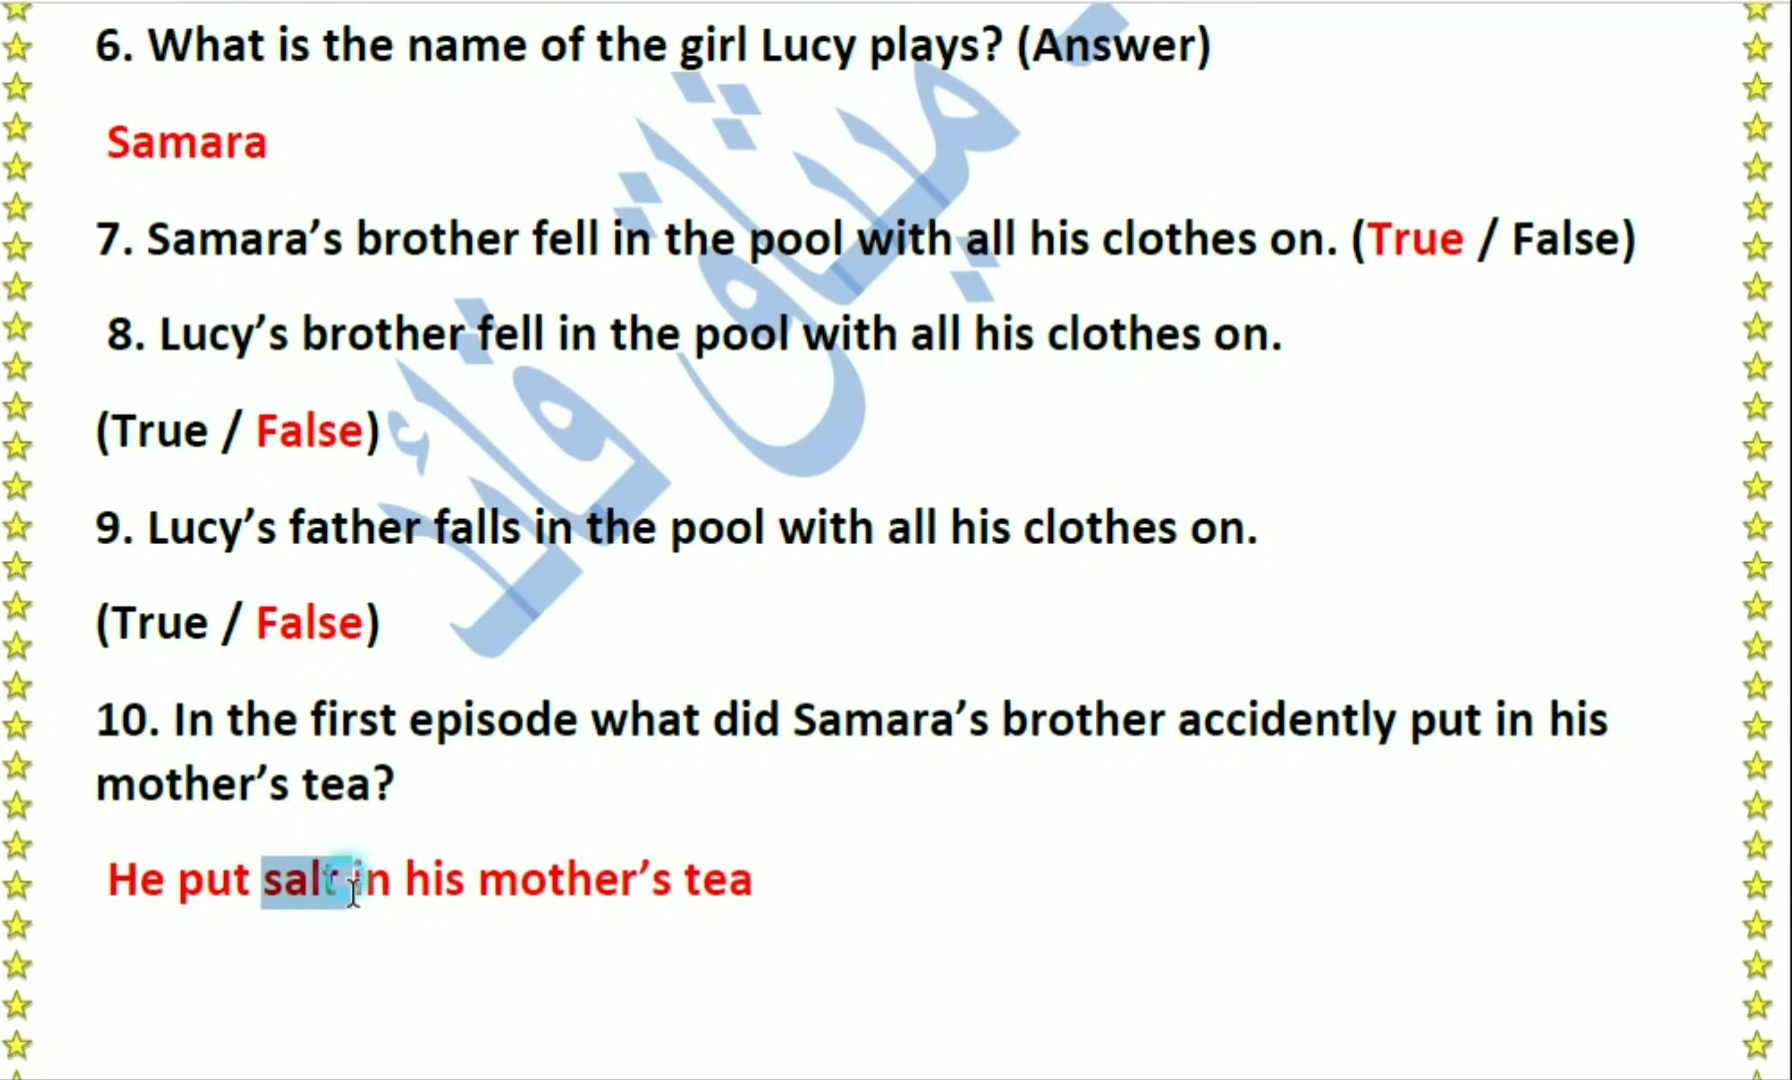 6. What is the name of the girl Lucy plays? (Answer)
Samara
7. Samara’s brother fell in the pool with all his clothes on. (True / False)
8. Lucy’s brother fell in the pool with all his clothes on.
(True / False)
9. Lucy’s father falls in the pool with all his clothes on.
(True / False)
10. In the first episode what did Samara’s brother accidently put in his
mother’s tea?
He put salt in his mother’s tea